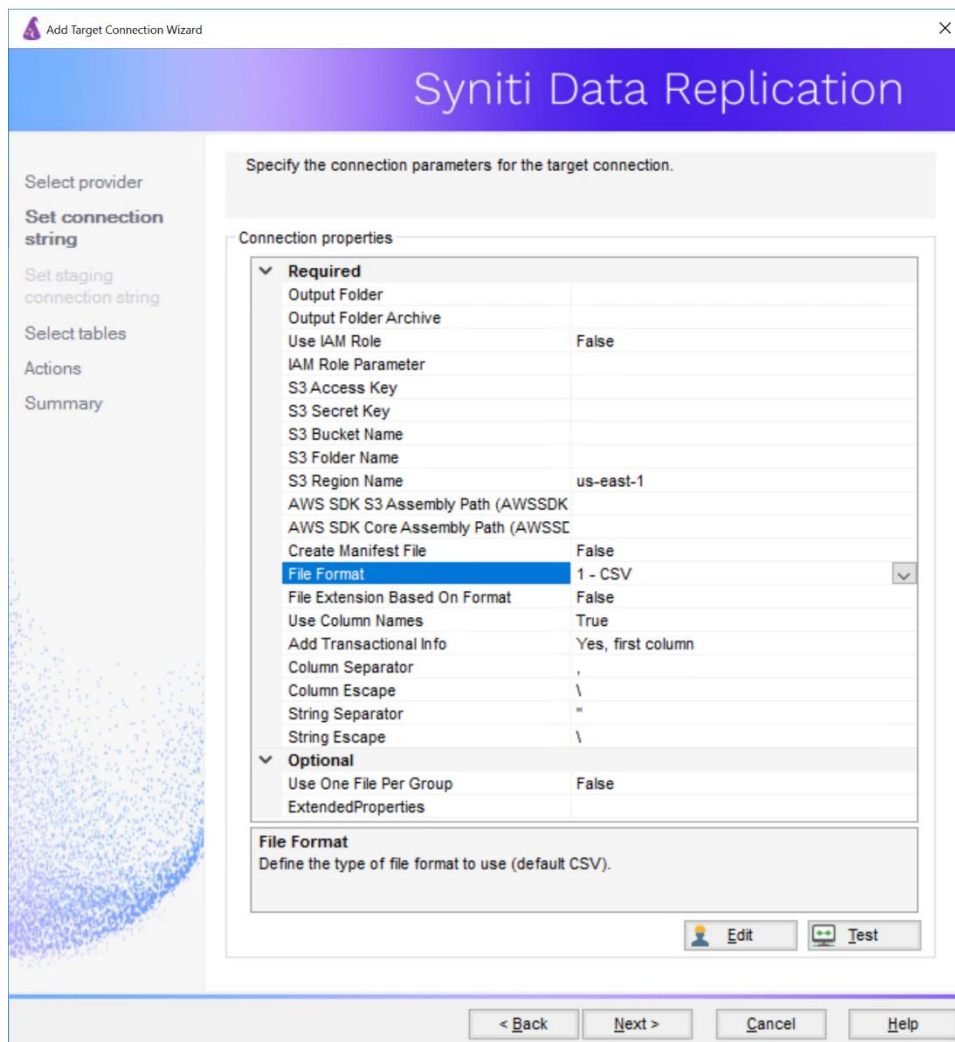 Add Target Connection Wizard
Syniti Data Replication
Select provider
Set connection
string
Set staging
connection string
Select tables
Actions
Summary
Specify the connection parameters for the target connection.
Connection properties
Required
Output Folder
Output Folder Archive
Use IAM Role False
IAM Role Parameter
S3 Access Key
S3 Secret Key
S3 Bucket Name
S3 Folder Name
S3 Region Name us-east-1
AWS SDK S3 Assembly Path (AWSSDK
AWS SDK Core Assembly Path (AWSSD
Create Manifest File False
File Format 1 - CSV
File Extension Based On Format False
Use Column Names True
Add Transactional Info Yes, first column
Column Separator ,
Column Escape \
String Separator "
String Escape \
Optional
Use One File Per Group False
ExtendedProperties
File Format
Define the type of file format to use (default CSV).
Edit Test
< Back Next > Cancel Help